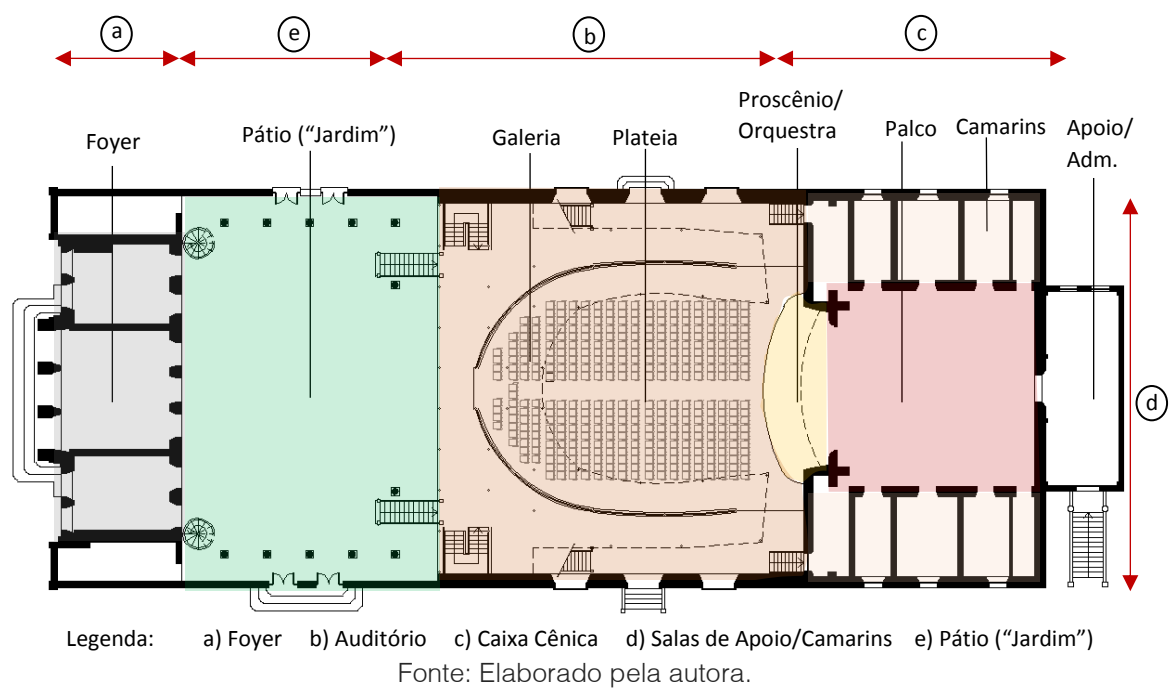 a
e
b
c
Foyer
Pátio (“Jardim”)
Galeria
Plateia
Proscênio/
Orquestra
Palco
Camarins
Apoio/
Adm.
d
Legenda: a) Foyer b) Auditório c) Caixa Cênica d) Salas de Apoio/Camarins e) Pátio (“Jardim”)
Fonte: Elaborado pela autora.